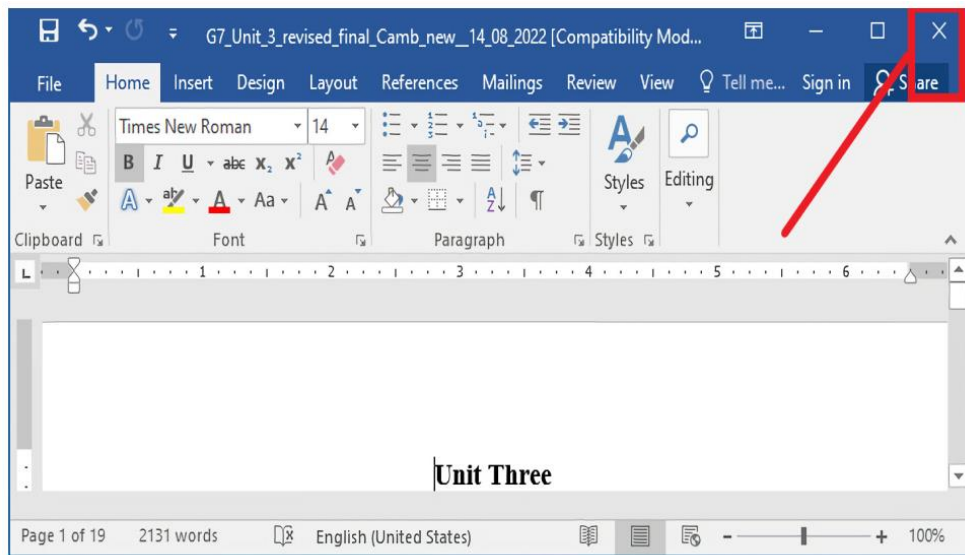 G7_Unit_3_revised_final_Camb_new__14_08_2022 [Compatibility Mod...
File Home Insert Design Layout References Mailings Review View Tell me... Sign in Share
Times New Roman 14
B I U abc X₂ X²
Paste
A aby A Aa A A
A Z
Styles Editing
Clipboard Font Paragraph Styles
L 1 2 3 4 5 6
Unit Three
Page 1 of 19 2131 words English (United States) 100%